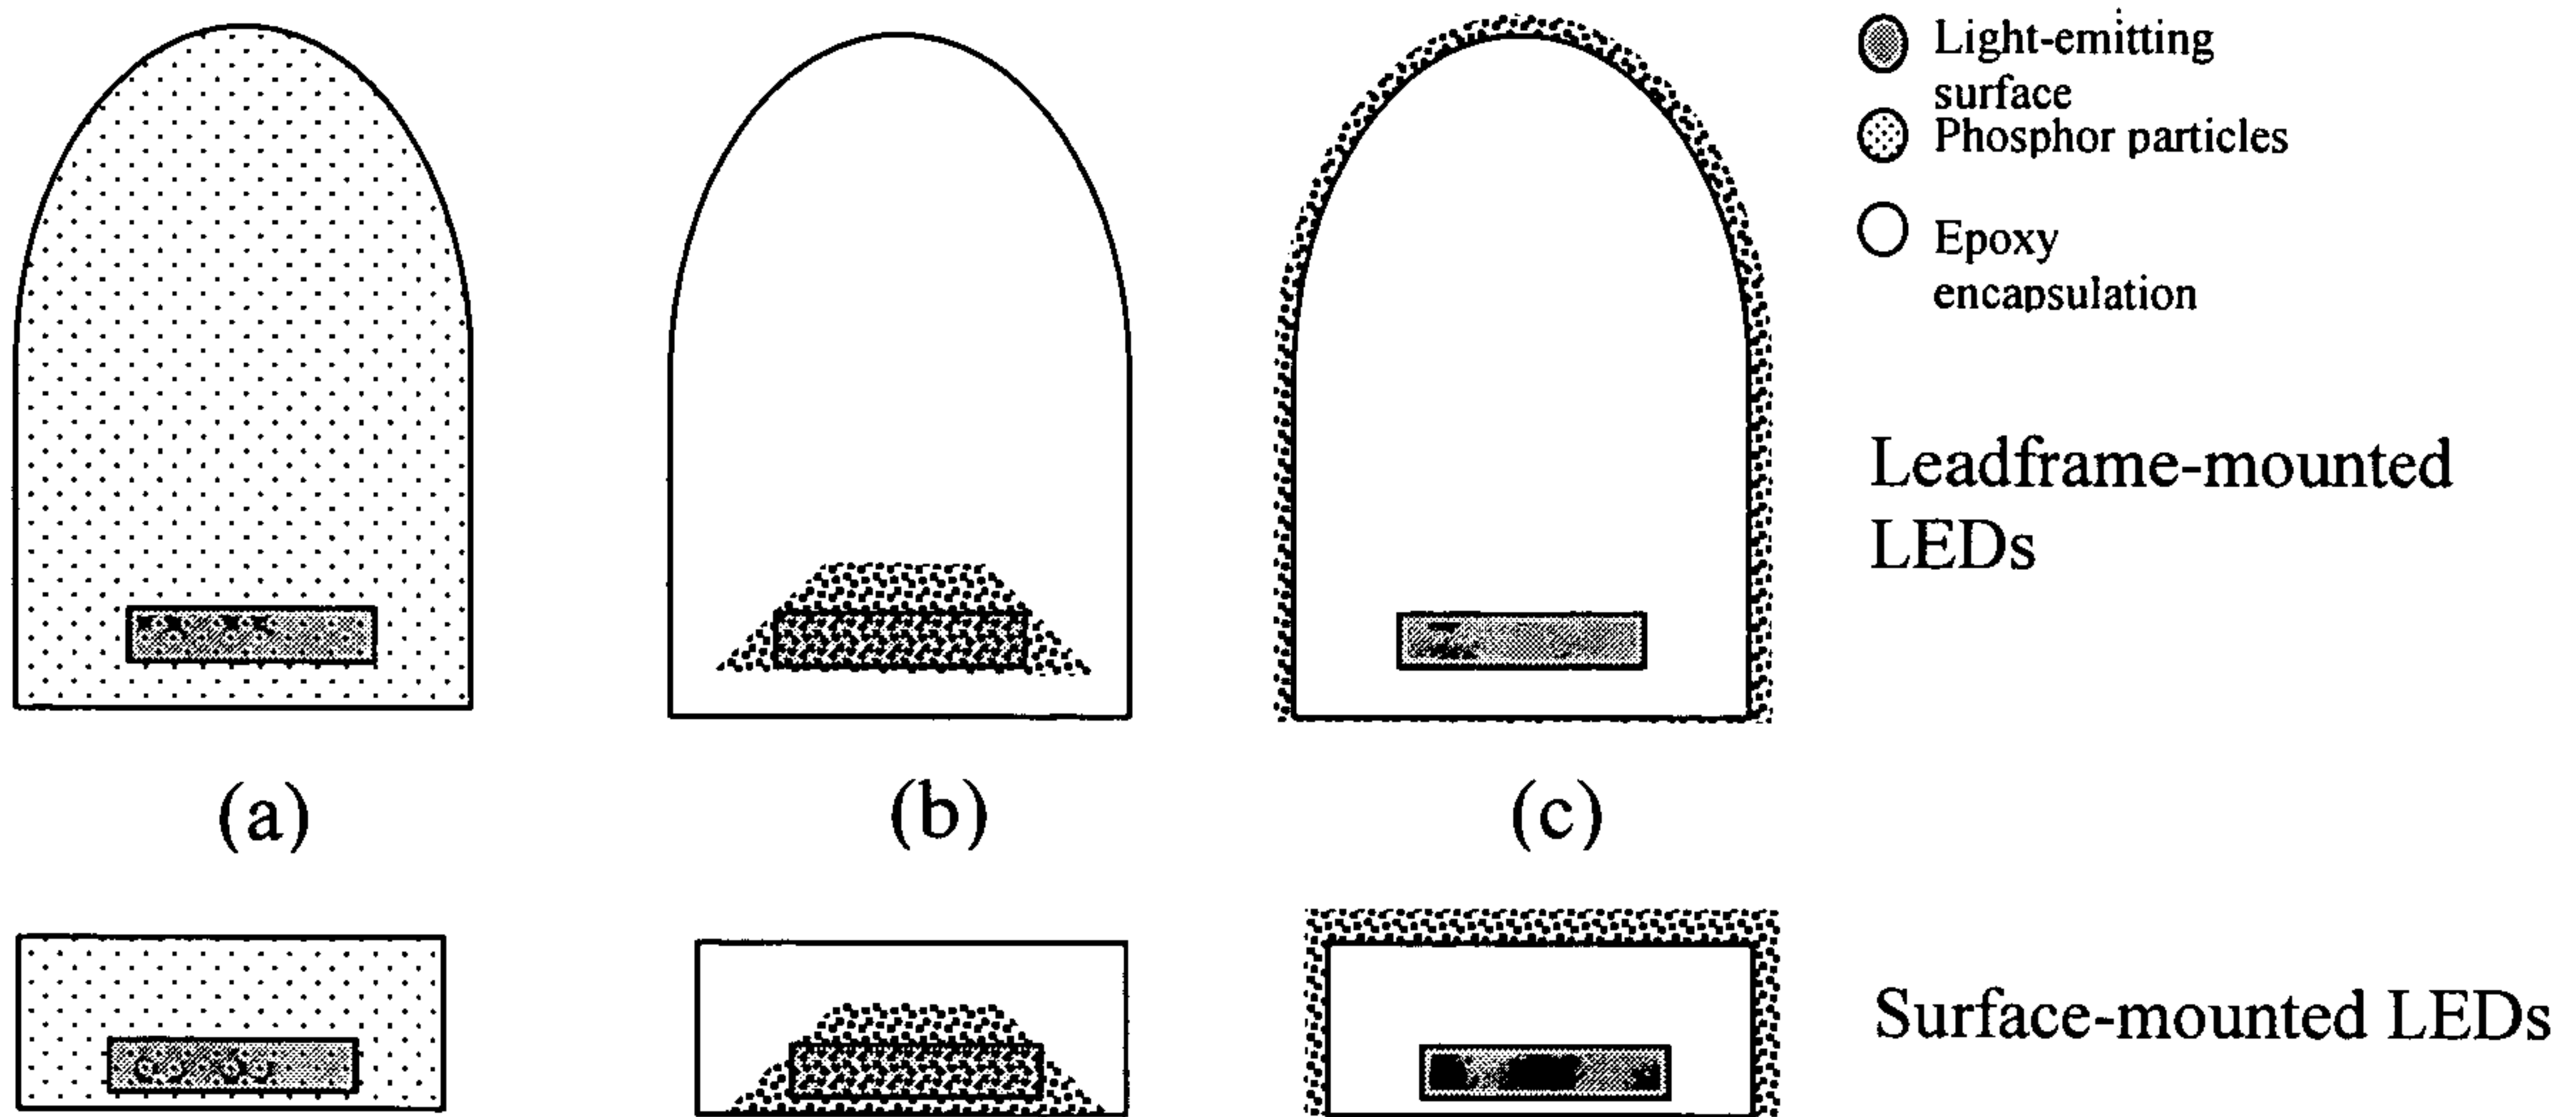 Light-emitting
surface
Phosphor particles
Epoxy
encapsulation
Leadframe-mounted
LEDs
(a)
(b)
(c)
Surface-mounted LEDs